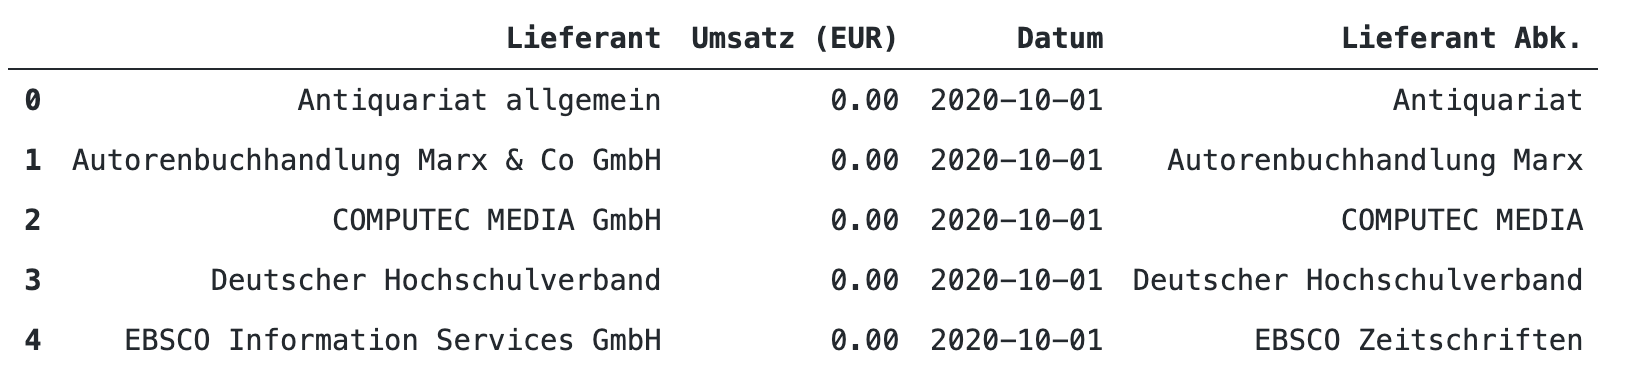 Lieferant Umsatz (EUR) Datum Lieferant Abk.
0 Antiquariat allgemein 0.00 2020-10-01 Antiquariat
1 Autorenbuchhandlung Marx & Co GmbH 0.00 2020-10-01 Autorenbuchhandlung Marx
2 COMPUTEC MEDIA GmbH 0.00 2020-10-01 COMPUTEC MEDIA
3 Deutscher Hochschulverband 0.00 2020-10-01 Deutscher Hochschulverband
4 EBSCO Information Services GmbH 0.00 2020-10-01 EBSCO Zeitschriften